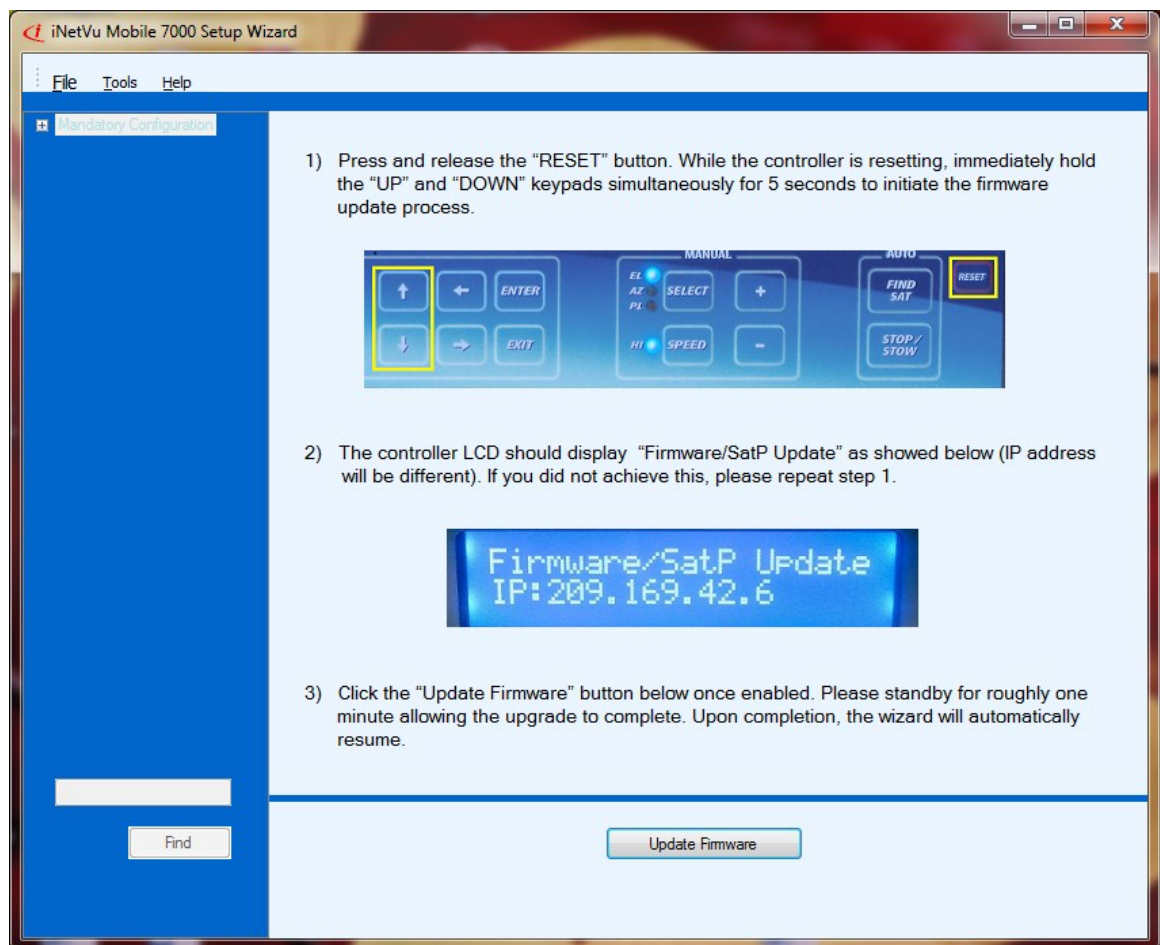 iNetVu Mobile 7000 Setup Wizard
File Tools Help
Mandatory Configuration
1) Press and release the “RESET” button. While the controller is resetting, immediately hold
the “UP” and “DOWN” keypads simultaneously for 5 seconds to initiate the firmware
update process.
MANUAL
AUTO
ENTER
EL
AZ
PL
SELECT
+
FIND
SAT
RESET
EXIT
HI
SPEED
-
STOP/
STOW
2) The controller LCD should display “Firmware/SatP Update” as showed below (IP address
will be different). If you did not achieve this, please repeat step 1.
Firmware/SatP Update
IP:209.169.42.6
3) Click the “Update Firmware” button below once enabled. Please standby for roughly one
minute allowing the upgrade to complete. Upon completion, the wizard will automatically
resume.
Find
Update Firmware